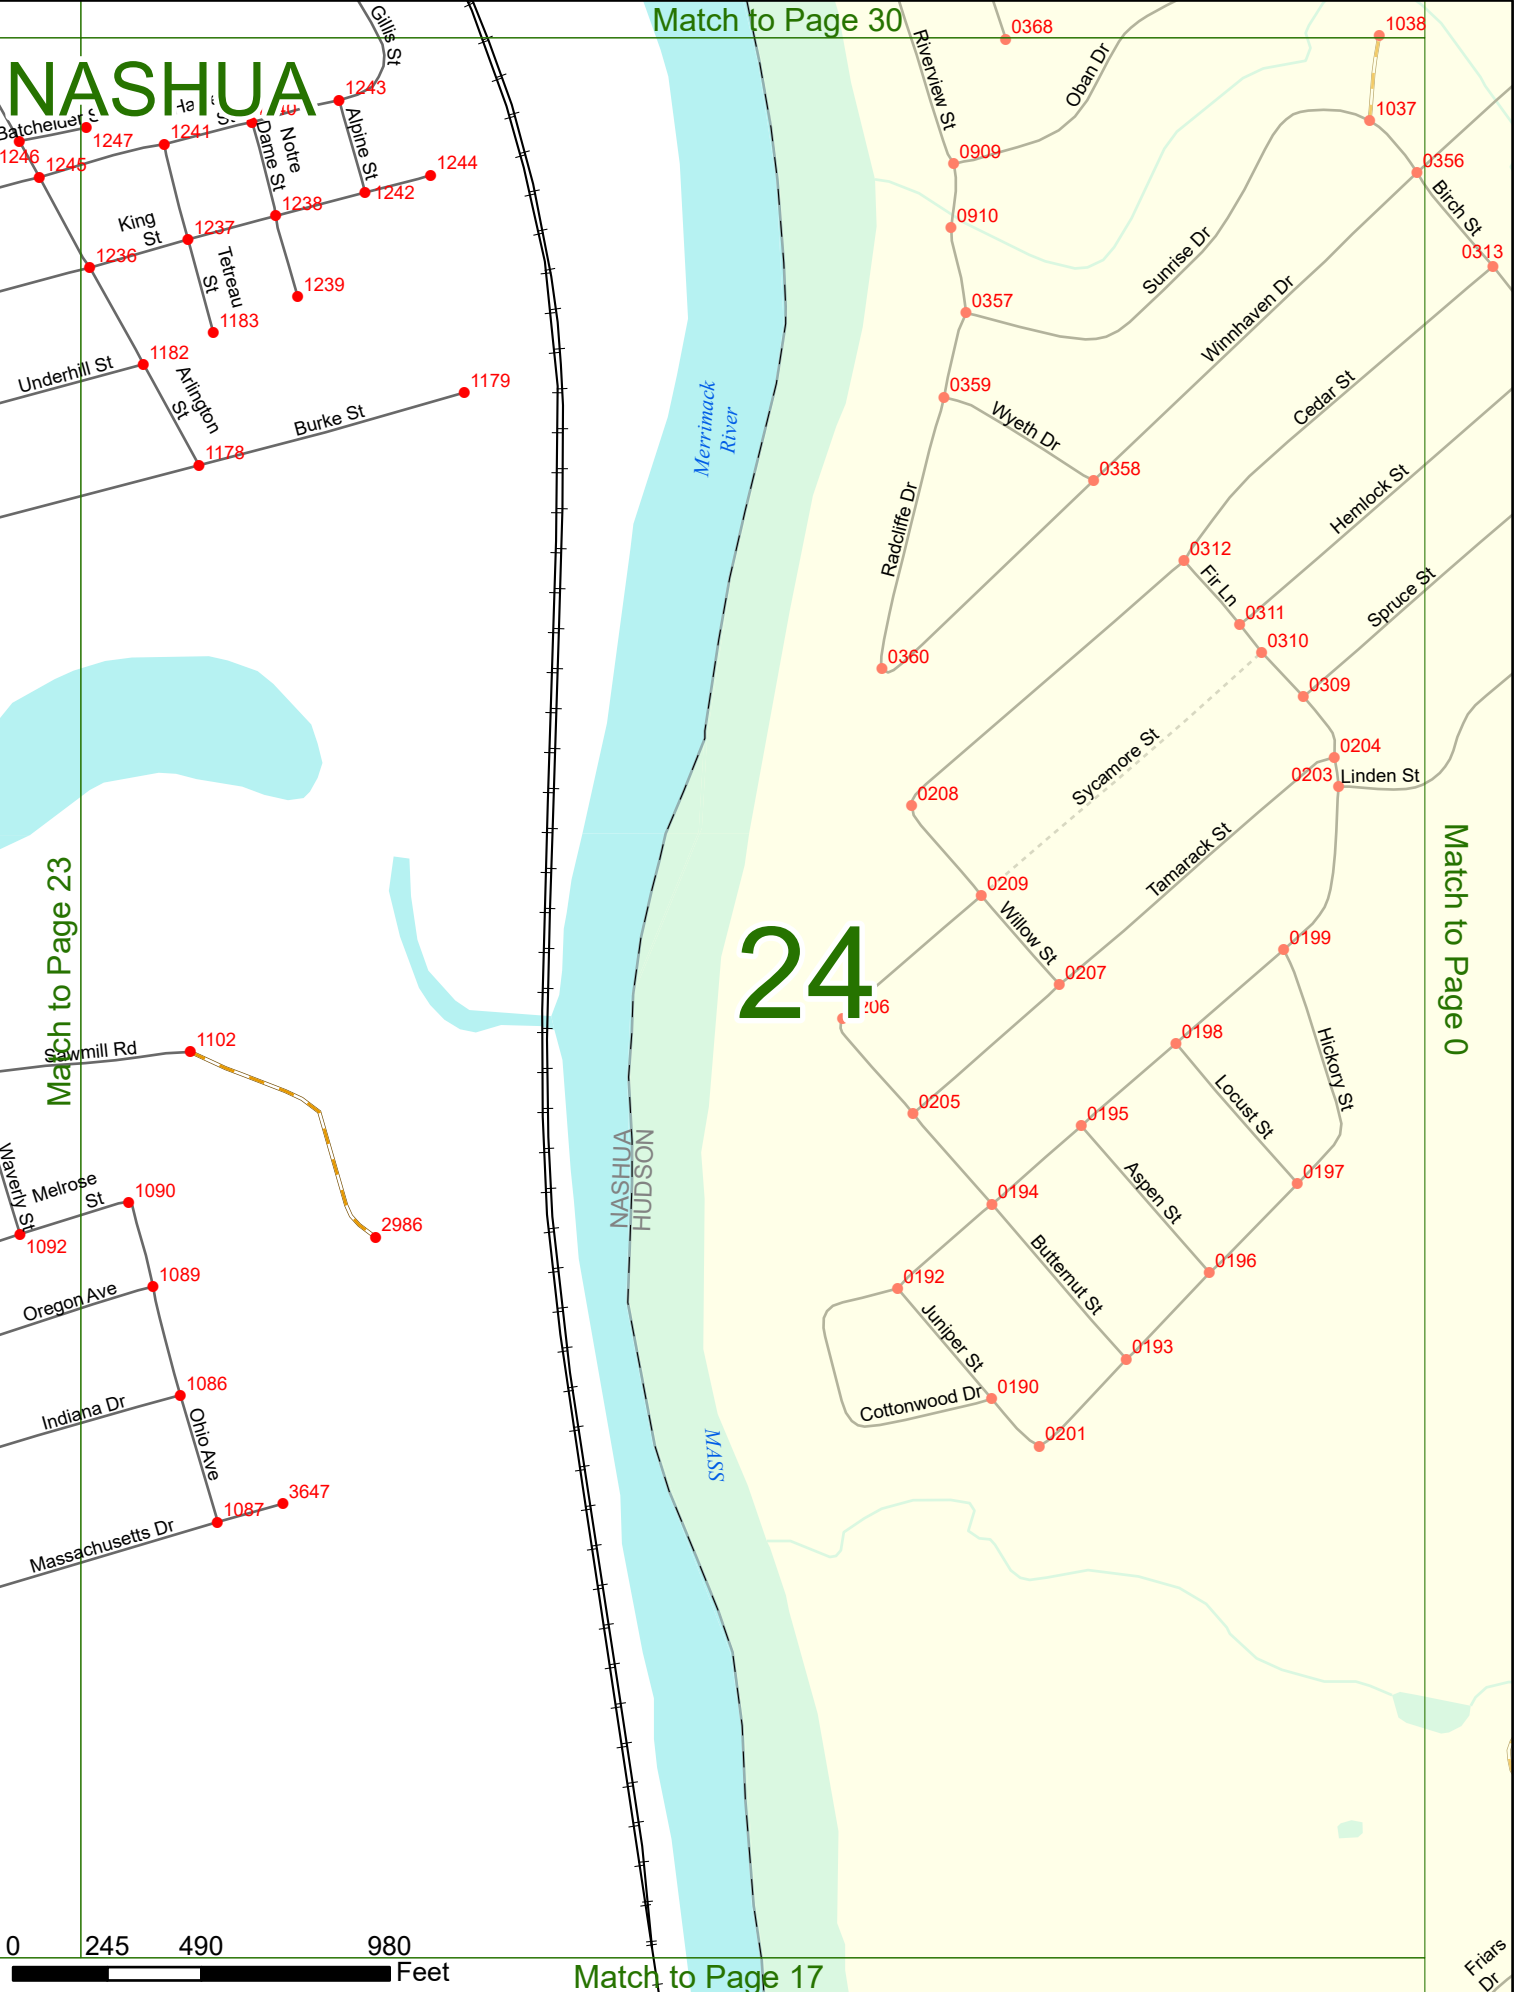 Match to Page 30
NASHUA
Gillis St
Riverview St
0368
Oban Dr
1038
1037
1243
Batchelder S
1247
1241
1246
1245
Dame St
Notre
Alpine St
1244
1242
0909
0356
Birch St
King
St
1238
1237
0910
Sunrise Dr
0313
1236
Tetreau
St
1239
1183
0357
Winnhaven Dr
Underhill St
1182
Arlington
St
1179
Burke St
Merrimack
River
0359
Wyeth Dr
Cedar St
1178
0358
Radcliffe Dr
Hemlock St
0312
Fir Ln
Spruce St
0311
0310
0360
0309
0204
Sycamore St
0203
Linden St
0208
Match to Page 23
Tamarack St
Match to Page 0
0209
Willow St
24
0199
0207
206
Sawmill Rd
1102
0198
Hickory St
Locust St
0205
0195
NASHUA
HUDSON
Waverly St
Melrose
St
1090
Aspen St
0197
0194
1092
2986
Butternut St
1089
0192
0196
Oregon Ave
Juniper St
0193
1086
Indiana Dr
Ohio Ave
Cottonwood Dr
0190
0201
MASS
3647
1087
Massachusetts Dr
0
245
490
980
Feet
Match to Page 17
Friars
Dr